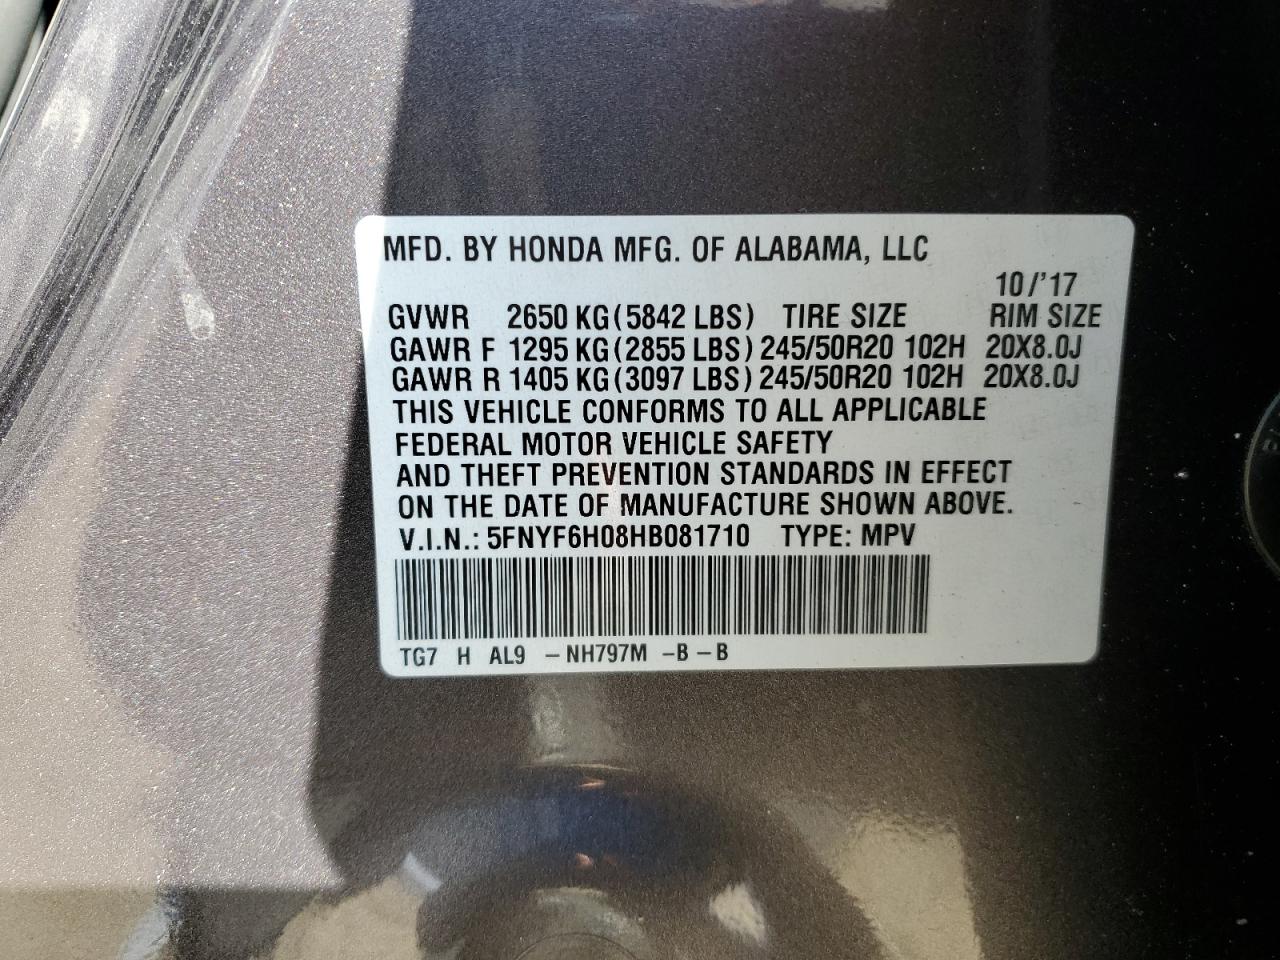 MFD. BY HONDA MFG. OF ALABAMA, LLC
10/'17
GVWR 2650 KG(5842 LBS) TIRE SIZE RIM SIZE
GAWR F 1295 KG(2855 LBS) 245/50R20 102H 20X8.0J
GAWR R 1405 KG(3097 LBS) 245/50R20 102H 20X8.0J
THIS VEHICLE CONFORMS TO ALL APPLICABLE
FEDERAL MOTOR VEHICLE SAFETY
AND THEFT PREVENTION STANDARDS IN EFFECT
ON THE DATE OF MANUFACTURE SHOWN ABOVE.
V.I.N.: 5FNYF6H08HB081710 TYPE: MPV
TG7 H AL9 - NH797M - B - B